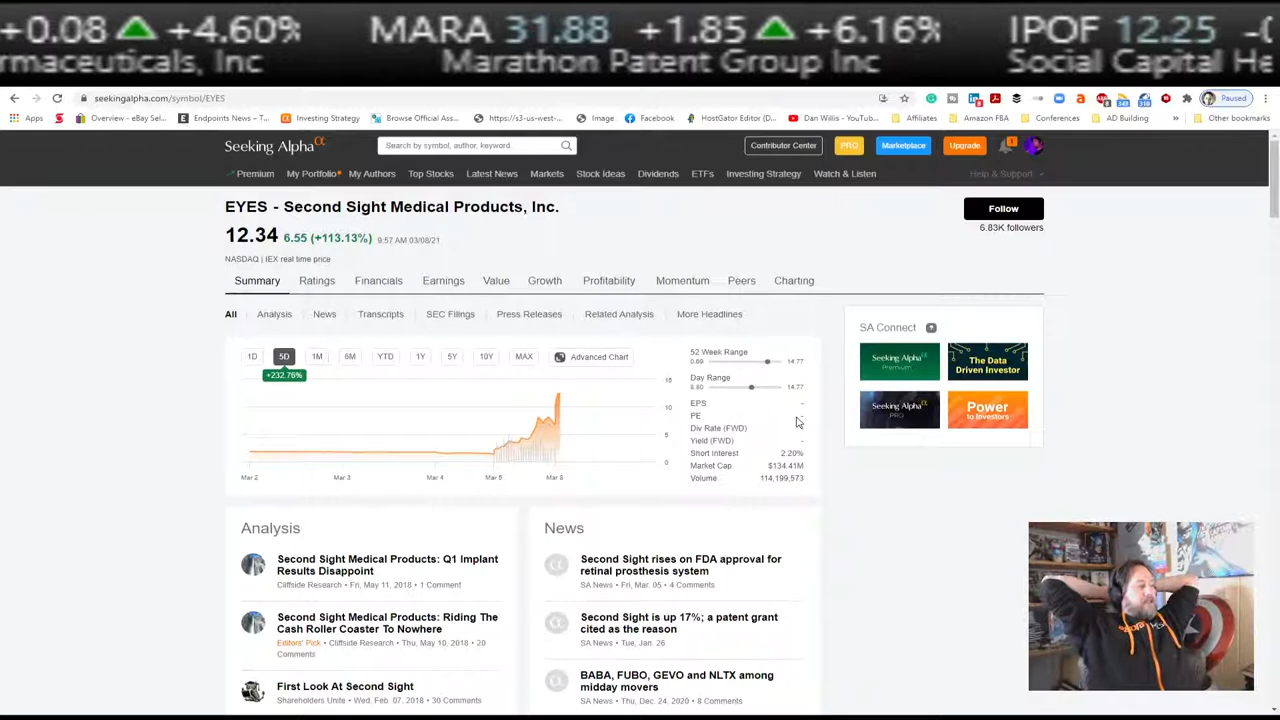 +0.08 +4.60%
rmaceuticals, Inc
MARA 31.88 +1.85 +6.16%
Marathon Patent Group Inc
IPOF 12.25
Social Capital He
seekingalpha.com/symbol/EYES
Paused
Apps
Overview – eBay Sel...
Endpoints News – T...
Investing Strategy
Browse Official Ass...
https://s3-us-west-...
Image
Facebook
HostGator Editor (D...
Dan Willis - YouTub...
Affiliates
Amazon FBA
Conferences
AD Building
»
Other bookmarks
Seeking Alpha α
Search by symbol, author, keyword
Contributor Center
PRO
Marketplace
Upgrade
1
Premium
My Portfolio
My Authors
Top Stocks
Latest News
Markets
Stock Ideas
Dividends
ETFs
Investing Strategy
Watch & Listen
Help & Support
EYES - Second Sight Medical Products, Inc.
Follow
12.34 6.55 (+113.13%) 9:57 AM 03/08/21
6.83K followers
NASDAQ | IEX real time price
Summary
Ratings
Financials
Earnings
Value
Growth
Profitability
Momentum
Peers
Charting
All
Analysis
News
Transcripts
SEC Filings
Press Releases
Related Analysis
More Headlines
1D
5D
1M
6M
YTD
1Y
5Y
10Y
MAX
Advanced Chart
+232.76%
15
10
5
0
Mar 2
Mar 3
Mar 4
Mar 5
Mar 8
52 Week Range
14.77
Day Range
14.77
EPS -
PE -
Div Rate (FWD) -
Yield (FWD) -
Short Interest 2.20%
Market Cap $134.41M
Volume 114,199,573
SA Connect ?
Seeking Alpha α
Premium
The Data
Driven Investor
Seeking Alpha α
PRO
Power
to Investors
Analysis
Second Sight Medical Products: Q1 Implant
Results Disappoint
Cliffside Research • Fri, May 11, 2018 • 1 Comment
Second Sight Medical Products: Riding The
Cash Roller Coaster To Nowhere
Editors' Pick • Cliffside Research • Thu, May 10, 2018 • 20
Comments
First Look At Second Sight
Shareholders Unite • Wed, Feb. 07, 2018 • 30 Comments
News
Second Sight rises on FDA approval for
retinal prosthesis system
SA News • Fri, Mar. 05 • 4 Comments
Second Sight is up 17%; a patent grant
cited as the reason
SA News • Tue, Jan. 26
BABA, FUBO, GEVO and NLTX among
midday movers
SA News • Thu, Dec. 24, 2020 • 8 Comments